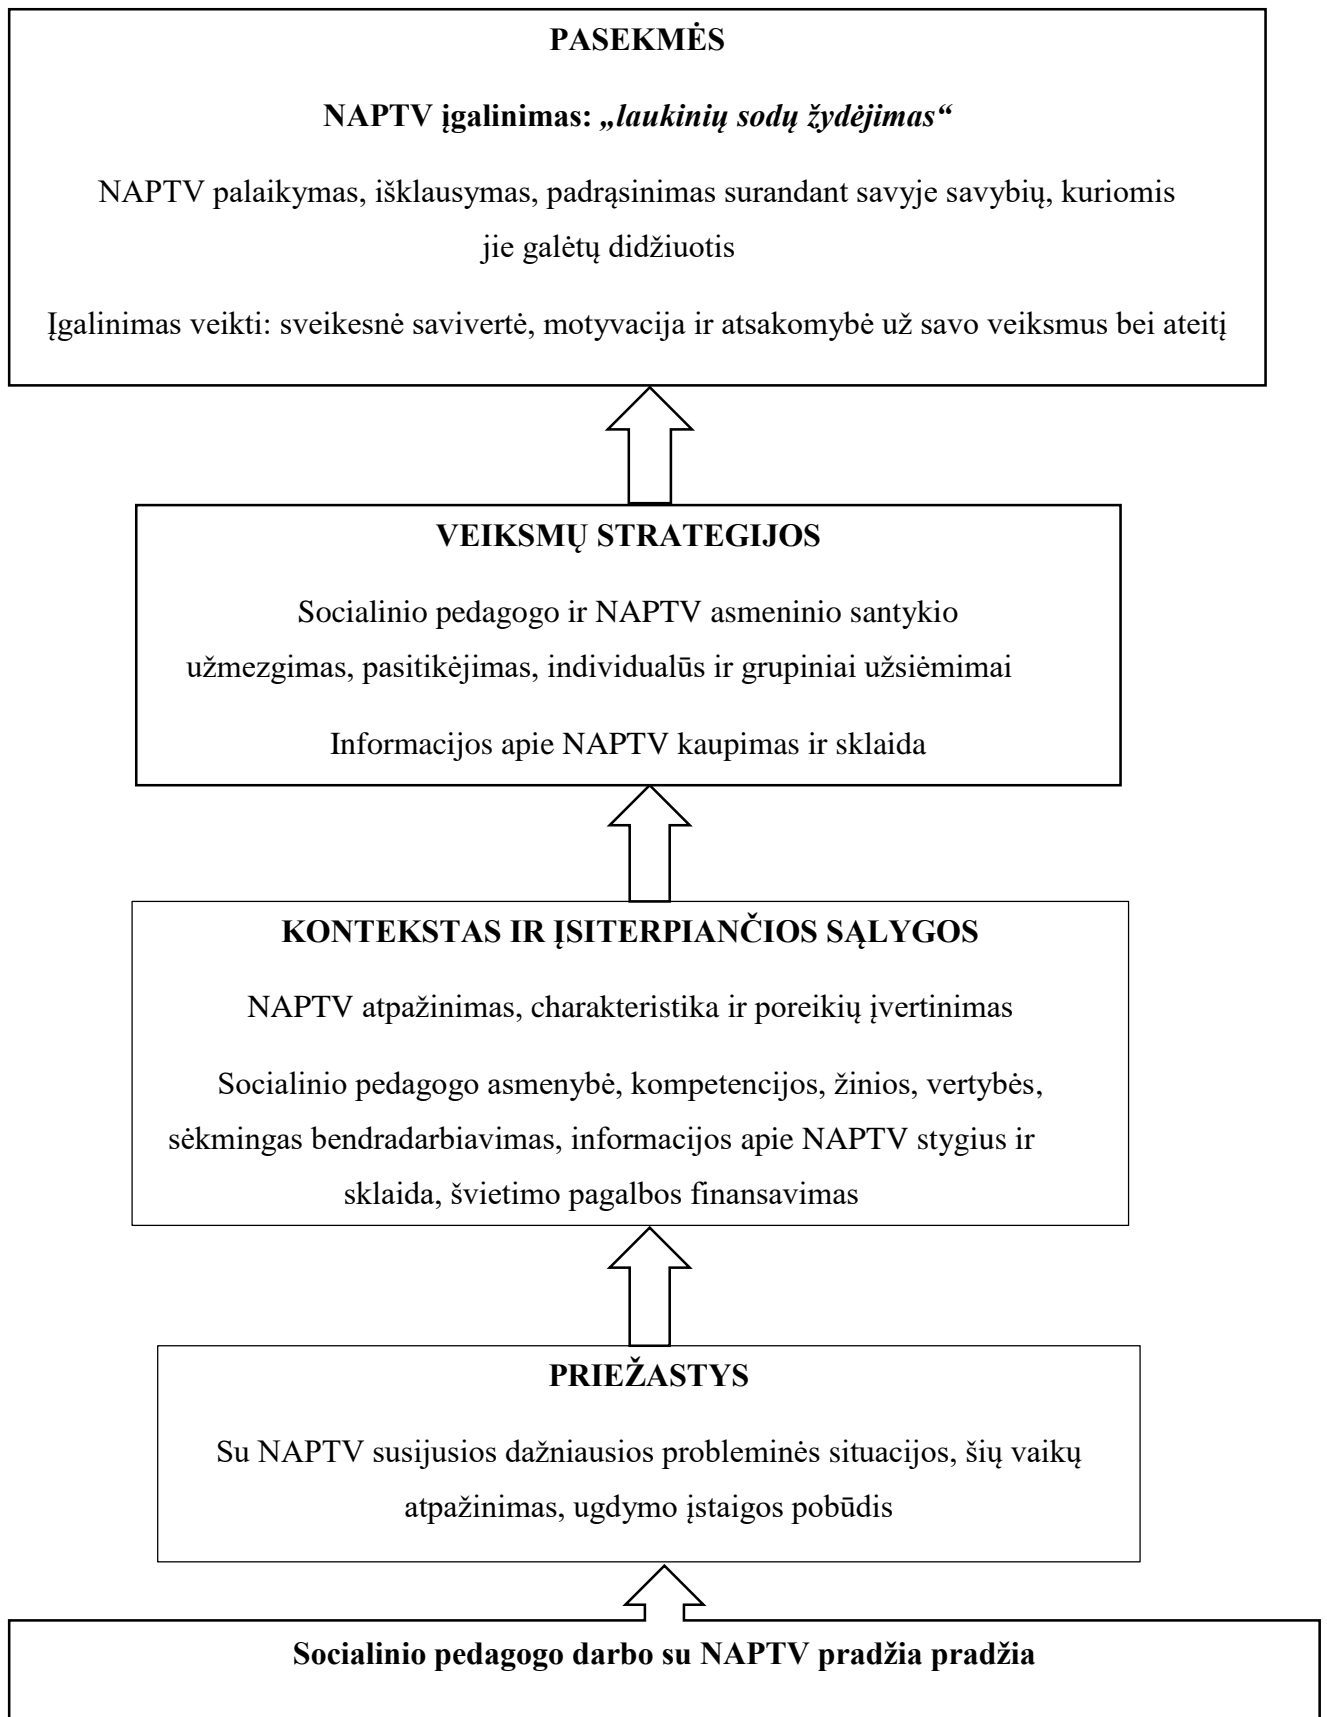 PASEKMĖS
NAPTV įgalinimas: „laukinių sodų žydėjimas“
NAPTV palaikymas, išklausymas, padrąsinimas surandant savyje savybių, kuriomis
jie galėtų didžiuotis
Įgalinimas veikti: sveikesnė savivertė, motyvacija ir atsakomybė už savo veiksmus bei ateitį
VEIKSMŲ STRATEGIJOS
Socialinio pedagogo ir NAPTV asmeninio santykio
užmezgimas, pasitikėjimas, individualūs ir grupiniai užsiėmimai
Informacijos apie NAPTV kaupimas ir sklaida
KONTEKSTAS IR ĮSITERPIANČIOS SĄLYGOS
NAPTV atpažinimas, charakteristika ir poreikių įvertinimas
Socialinio pedagogo asmenybė, kompetencijos, žinios, vertybės,
sėkmingas bendradarbiavimas, informacijos apie NAPTV stygius ir
sklaida, švietimo pagalbos finansavimas
PRIEŽASTYS
Su NAPTV susijusios dažniausios probleminės situacijos, šių vaikų
atpažinimas, ugdymo įstaigos pobūdis
Socialinio pedagogo darbo su NAPTV pradžia pradžia